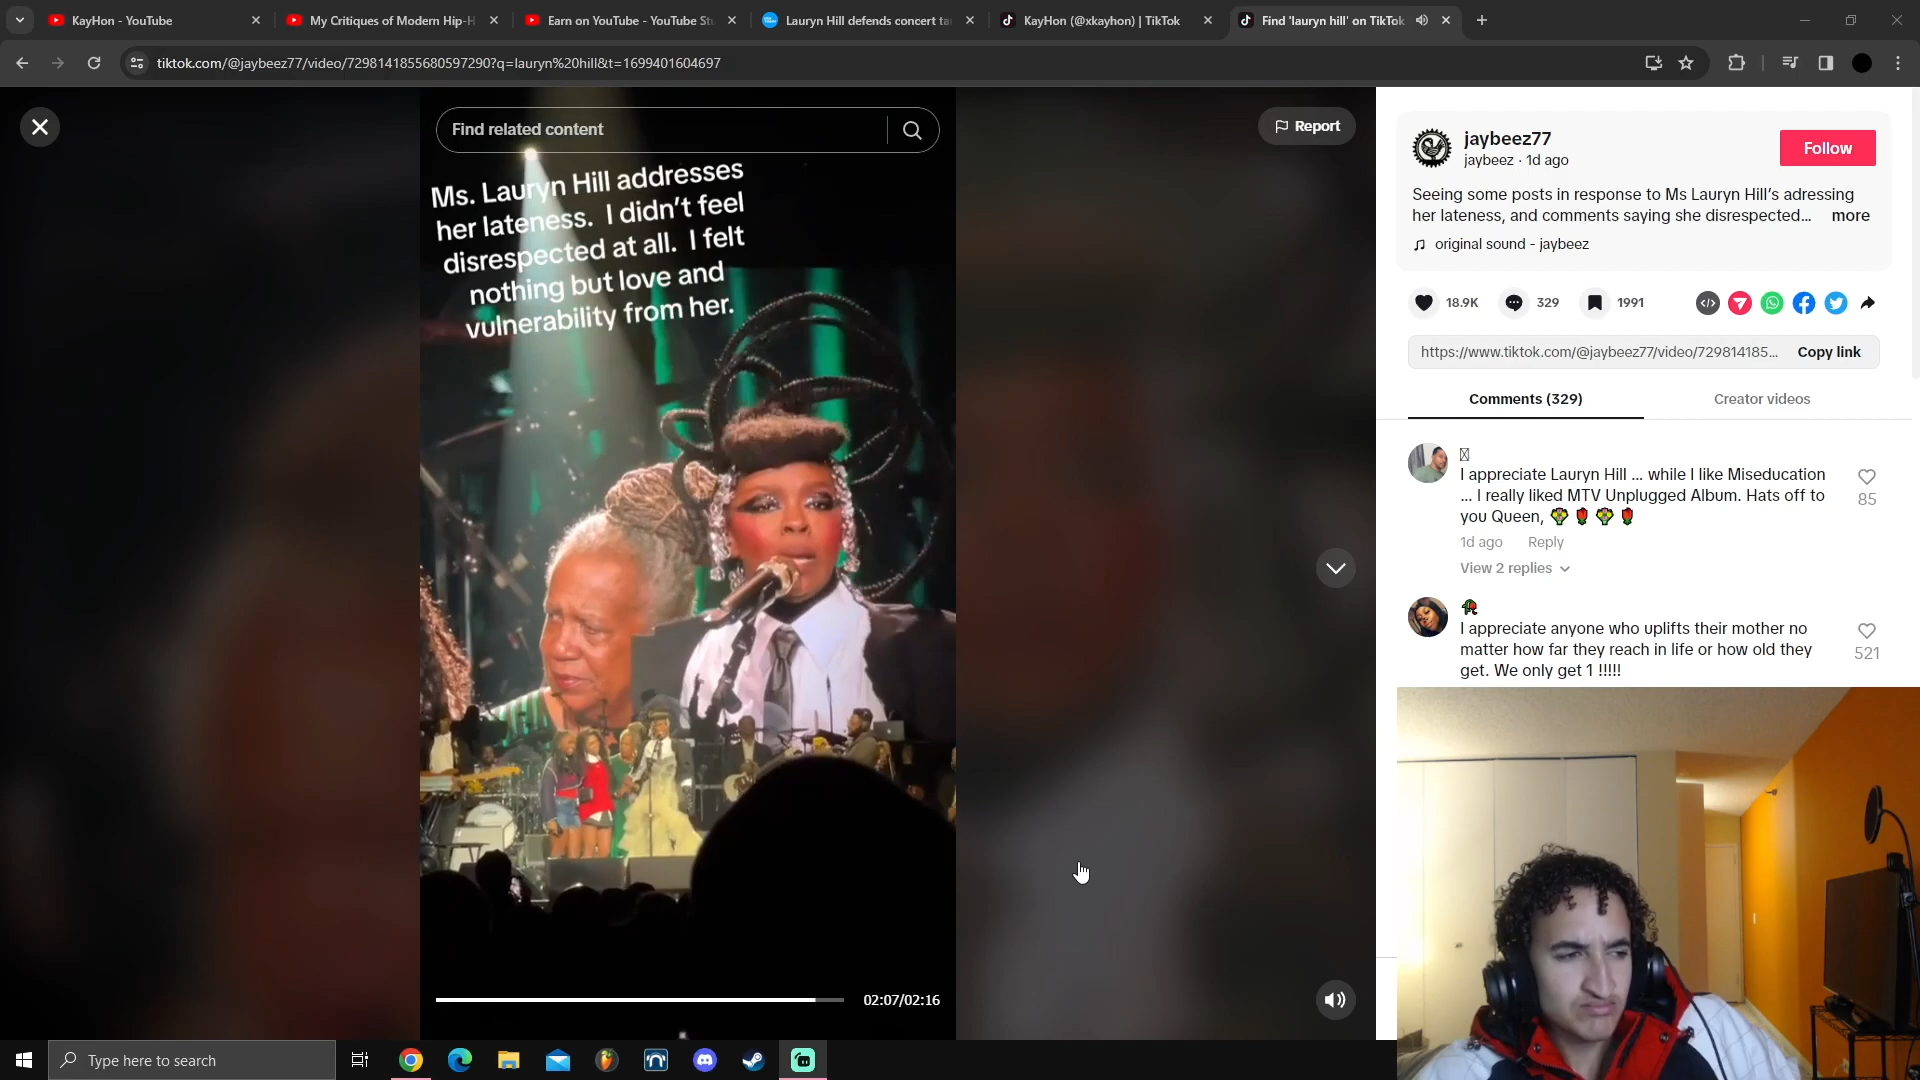 KayHon - YouTube
My Critiques of Modern Hip-H
Earn on YouTube - YouTube Stu
Lauryn Hill defends concert ta
KayHon (@xkayhon) | TikTok
Find 'lauryn hill' on TikTok
tiktok.com/@jaybeez77/video/7298141855680597290?q=lauryn%20hill&t=1699401604697
Find related content
Report
Ms. Lauryn Hill addresses
her lateness. I didn't feel
disrespected at all. I felt
nothing but love and
vulnerability from her.
02:07/02:16
jaybeez77
jaybeez · 1d ago
Follow
Seeing some posts in response to Ms Lauryn Hill's adressing
her lateness, and comments saying she disrespected... more
original sound - jaybeez
18.9K
329
1991
https://www.tiktok.com/@jaybeez77/video/729814185...
Copy link
Comments (329)
Creator videos
I appreciate Lauryn Hill ... while I like Miseducation
... I really liked MTV Unplugged Album. Hats off to
you Queen, 💐🌹💐🌹
85
1d ago Reply
View 2 replies
🥀
I appreciate anyone who uplifts their mother no
matter how far they reach in life or how old they
get. We only get 1 !!!!!
521
Type here to search